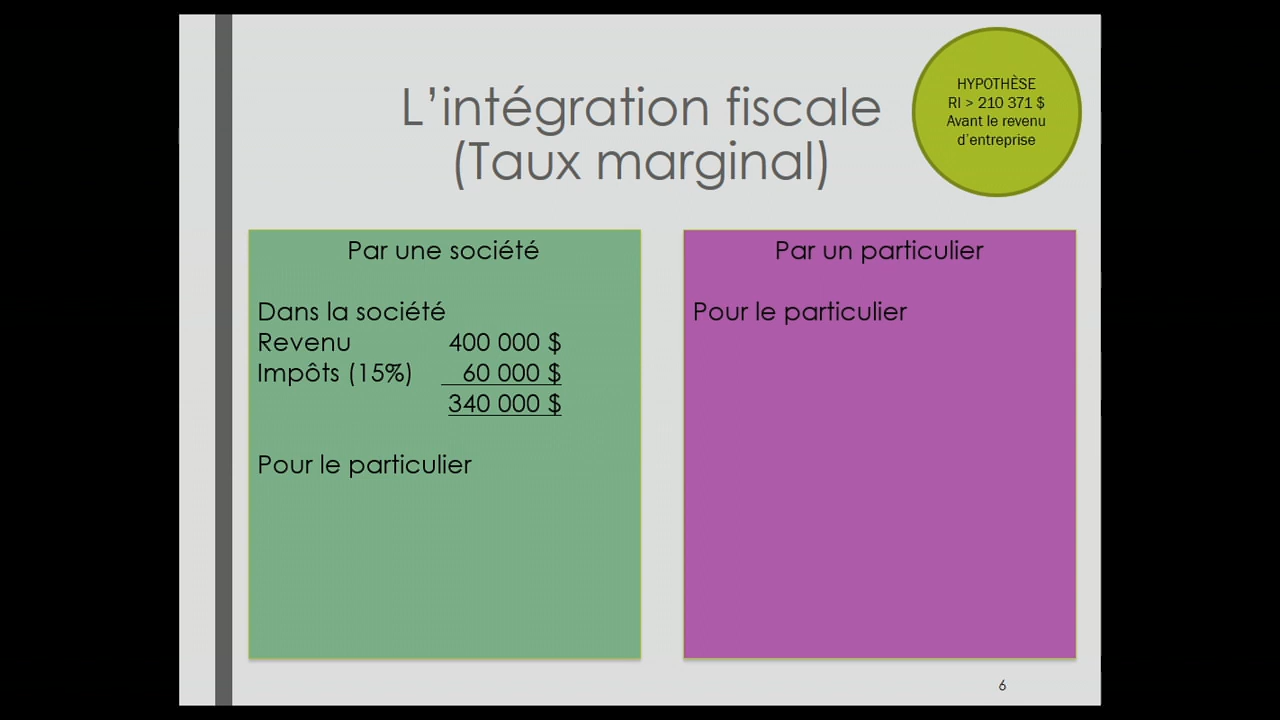 L'intégration fiscale
(Taux marginal)
HYPOTHÈSE
RI > 210 371 $
Avant le revenu
d'entreprise
Par une société
Dans la société
Revenu 400 000 $
Impôts (15%) 60 000 $
340 000 $
Pour le particulier
Par un particulier
Pour le particulier
6